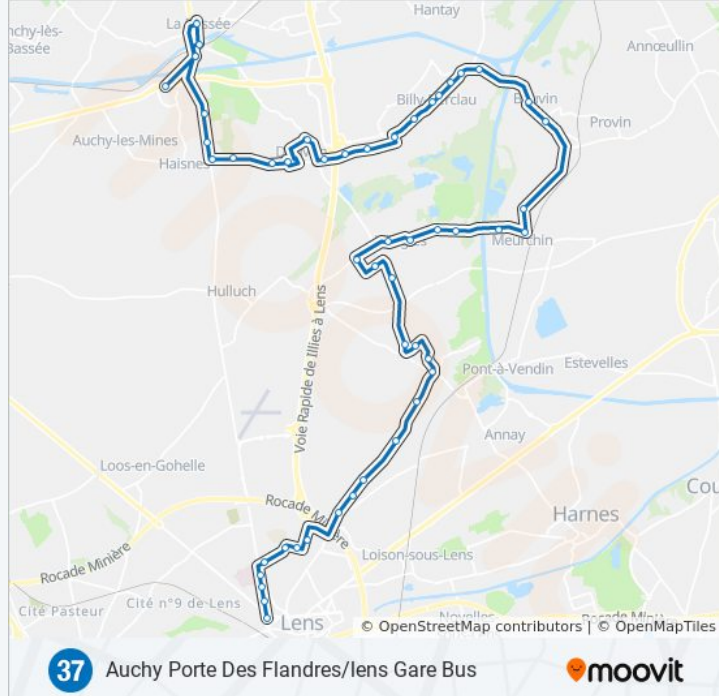 La
ssée
Hantay
Annœullin
Billy
Provin
Auchy-les-Mines
Haisnes
Meurchin
Hulluch
Voie Rapide de Illies à Lens
Pont-à-Vendin
Estevelles
Annay
Loos-en-Gohelle
Rocade Minière
Harnes
Rocade Minière
Loison-sous-Lens
Cité Pasteur
Cité n°9 de Lens
Lens
© OpenStreetMap contributors | © OpenMapTiles
37
Auchy Porte Des Flandres/lens Gare Bus
moovit